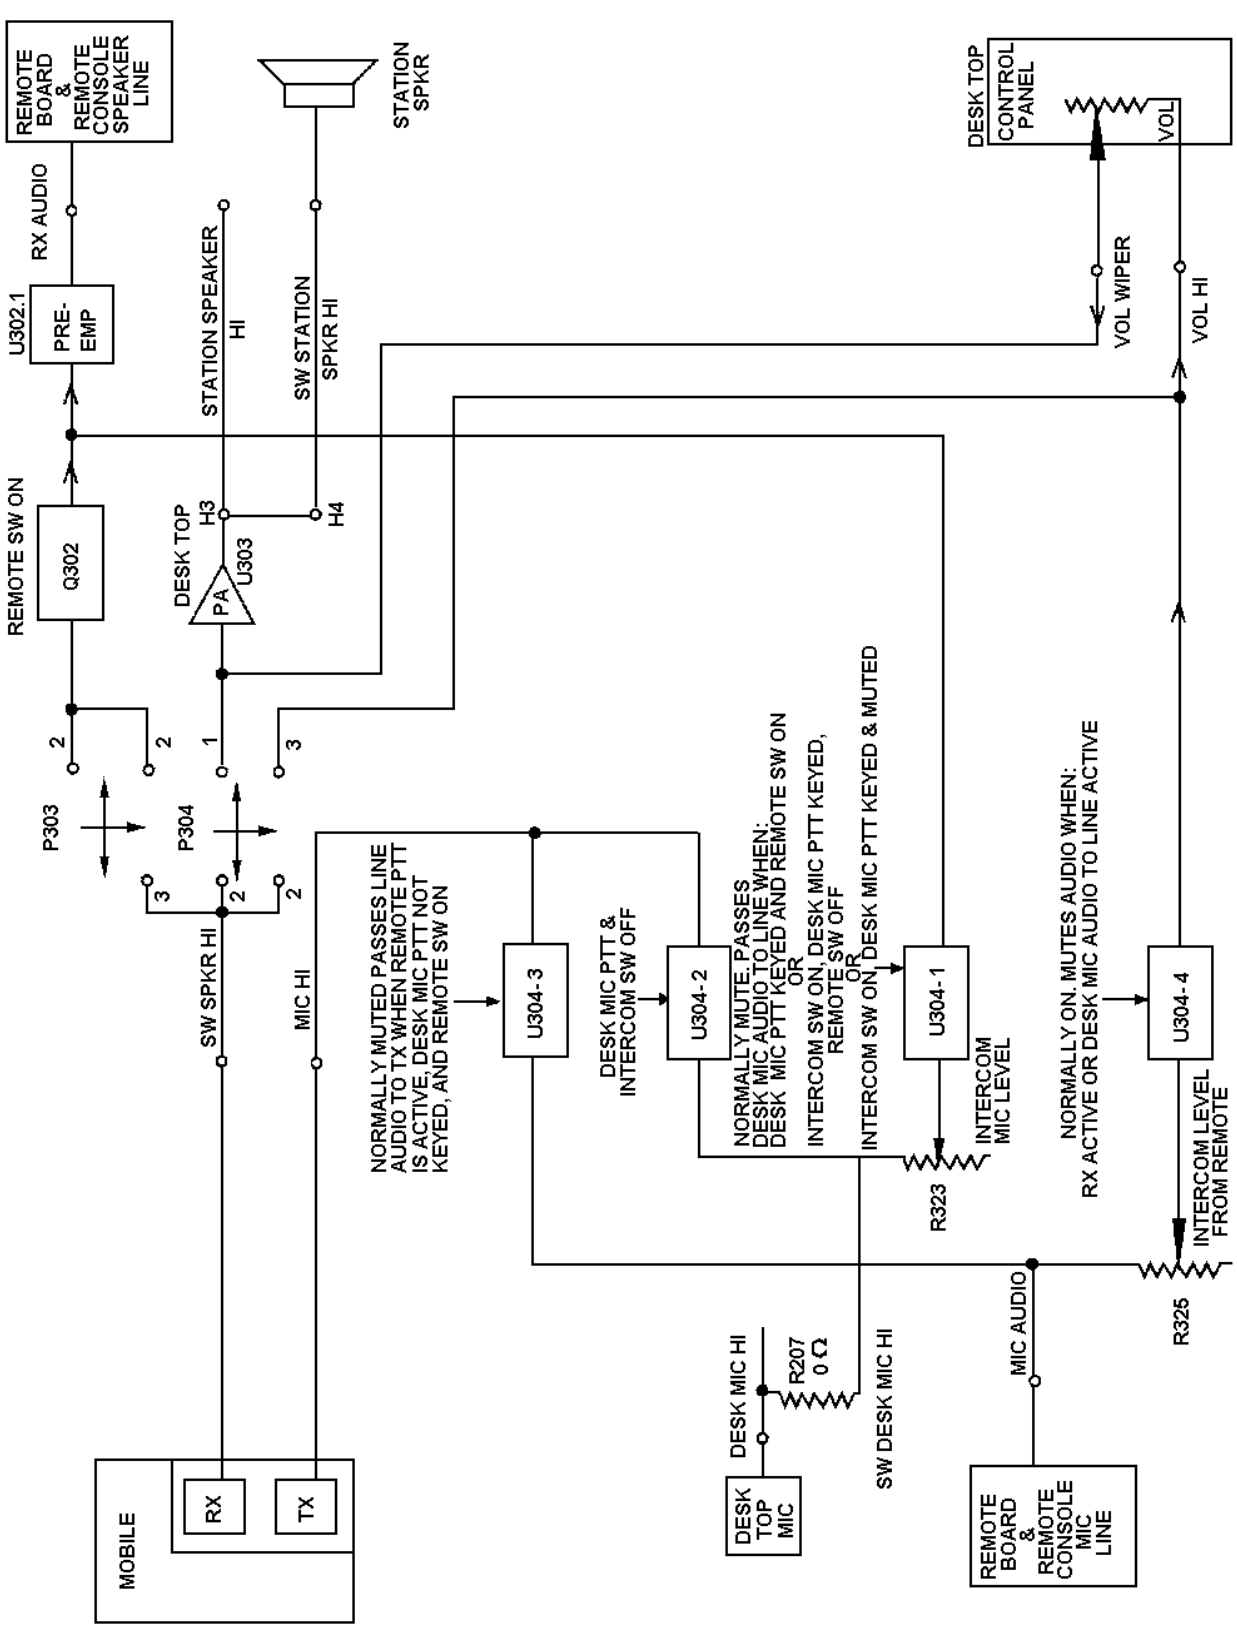 MOBILE
RX
TX
SW SPKR HI
MIC HI
P303
2
2
3
P304
1
3
2
2
REMOTE SW ON
Q302
U302.1
PRE-
EMP
RX AUDIO
REMOTE
BOARD
&
REMOTE
CONSOLE
SPEAKER
LINE
DESK TOP
PA
U303
H3
H4
STATION SPEAKER
HI
SW STATION
SPKR HI
STATION
SPKR
NORMALLY MUTED PASSES LINE
AUDIO TO TX WHEN REMOTE PTT
IS ACTIVE, DESK MIC PTT NOT
KEYED, AND REMOTE SW ON
U304-3
DESK MIC PTT &
INTERCOM SW OFF
U304-2
NORMALLY MUTE. PASSES
DESK MIC AUDIO TO LINE WHEN:
DESK MIC PTT KEYED AND REMOTE SW ON
OR
INTERCOM SW ON, DESK MIC PTT KEYED,
REMOTE SW OFF
OR
INTERCOM SW ON, DESK MIC PTT KEYED & MUTED
U304-1
INTERCOM
MIC LEVEL
R323
DESK
TOP
MIC
DESK MIC HI
R207
0 Ω
SW DESK MIC HI
REMOTE
BOARD
&
REMOTE
CONSOLE
MIC
LINE
MIC AUDIO
R325
INTERCOM LEVEL
FROM REMOTE
NORMALLY ON. MUTES AUDIO WHEN:
RX ACTIVE OR DESK MIC AUDIO TO LINE ACTIVE
U304-4
VOL WIPER
VOL HI
DESK TOP
CONTROL
PANEL
VOL